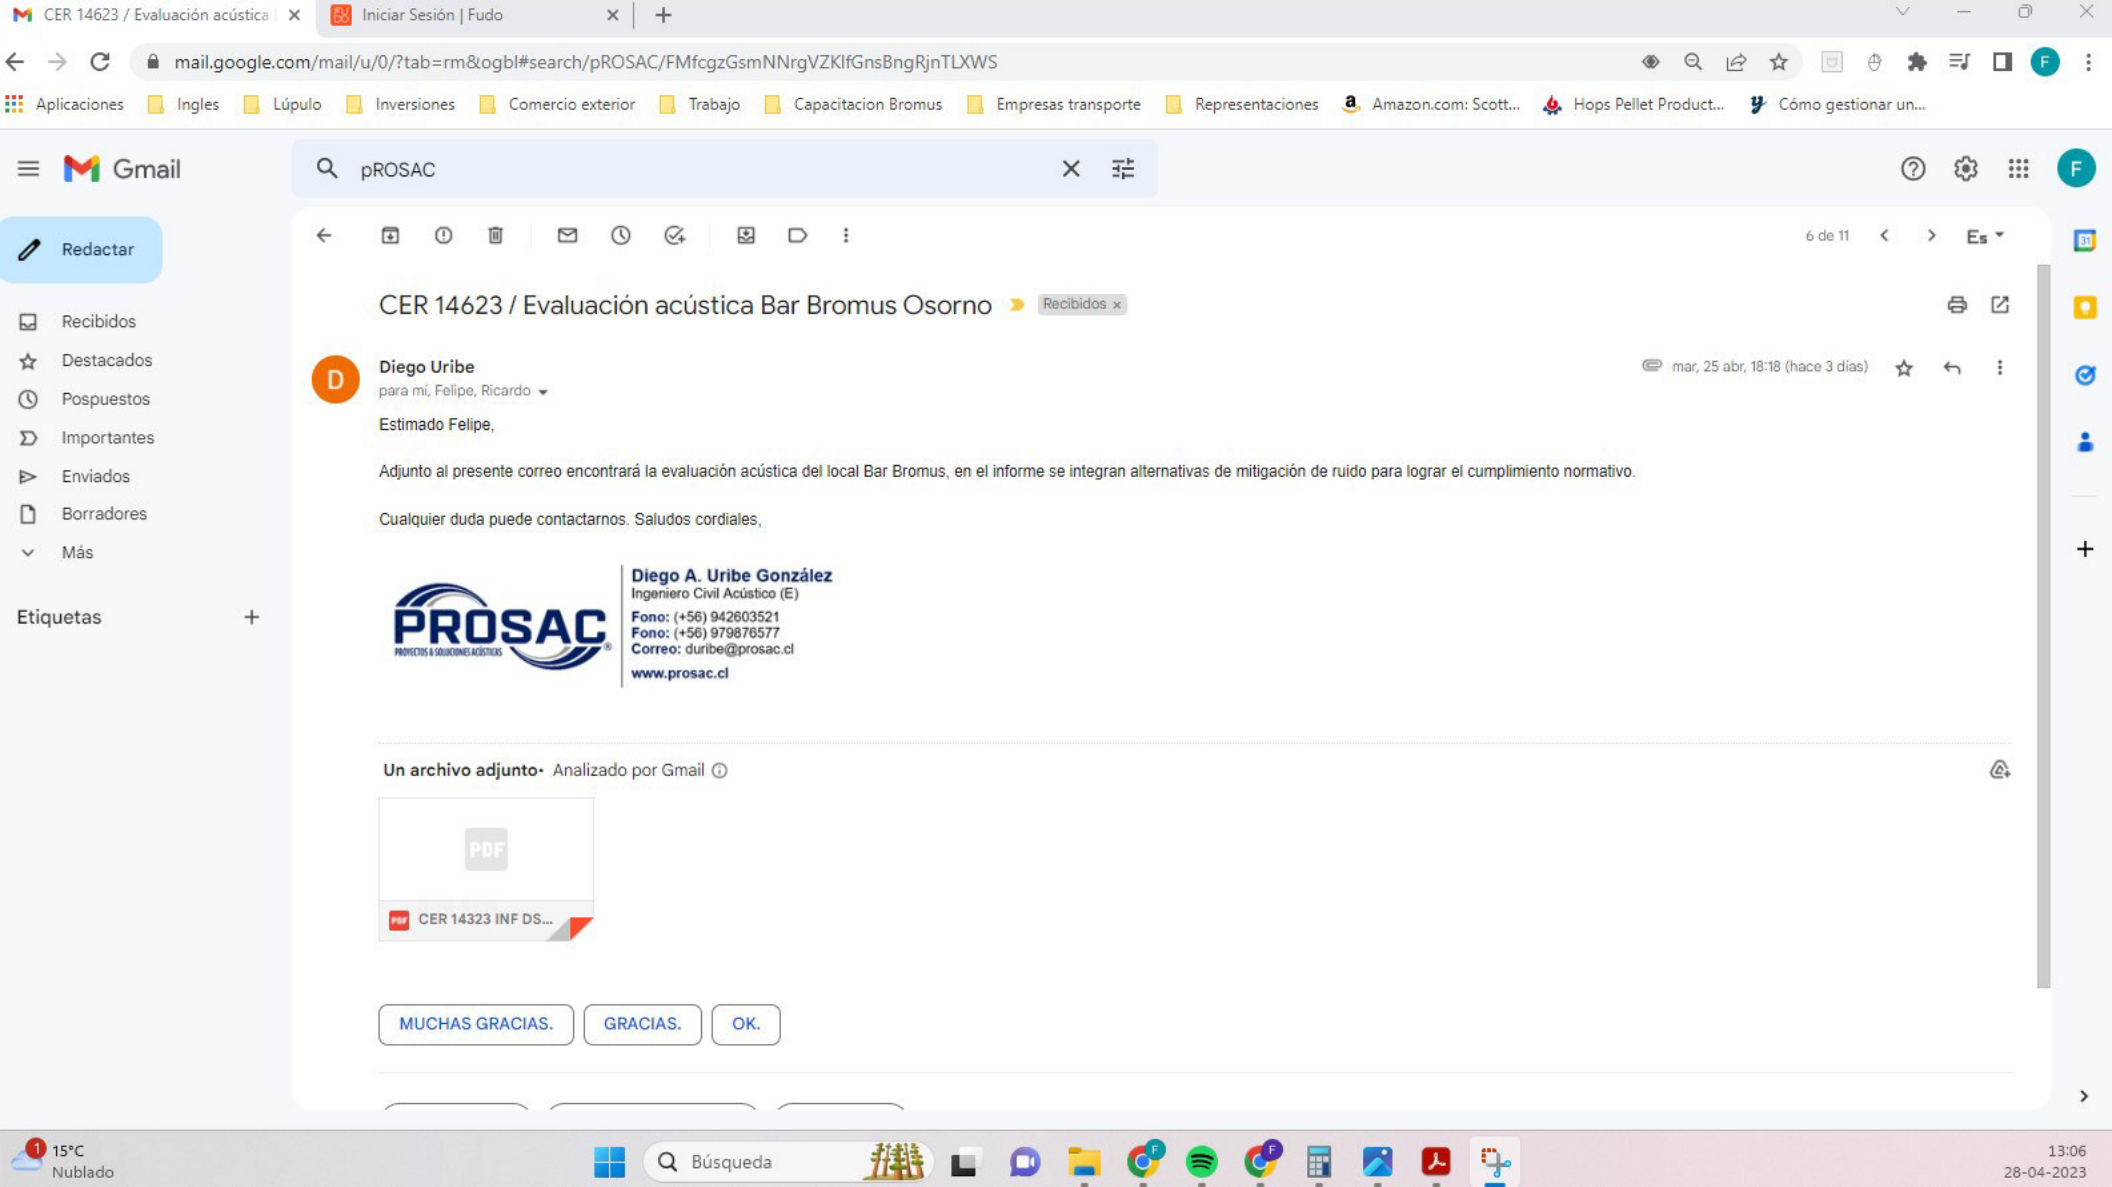 CER 14623 / Evaluación acústica
Iniciar Sesión | Fudo
mail.google.com/mail/u/0/?tab=rm&ogbl#search/pROSAC/FMfcgzGsmNNrgVZKlfGnsBngRjnTLXWS
F
Aplicaciones
Ingles
Lúpulo
Inversiones
Comercio exterior
Trabajo
Capacitacion Bromus
Empresas transporte
Representaciones
Amazon.com: Scott...
Hops Pellet Product...
Cómo gestionar un...
Gmail
pROSAC
F
Redactar
6 de 11
Es
31
Recibidos
Destacados
Pospuestos
Importantes
Enviados
Borradores
Más
Etiquetas
CER 14623 / Evaluación acústica Bar Bromus Osorno
Recibidos ×
D
Diego Uribe
mar, 25 abr, 18:18 (hace 3 días)
para mí, Felipe, Ricardo
Estimado Felipe,
Adjunto al presente correo encontrará la evaluación acústica del local Bar Bromus, en el informe se integran alternativas de mitigación de ruido para lograr el cumplimiento normativo.
Cualquier duda puede contactarnos. Saludos cordiales,
PROSAC®
PROYECTOS & SOLUCIONES ACÚSTICAS
Diego A. Uribe González
Ingeniero Civil Acústico (E)
Fono: (+56) 942603521
Fono: (+56) 979876577
Correo: duribe@prosac.cl
www.prosac.cl
Un archivo adjunto• Analizado por Gmail
PDF
PDF CER 14323 INF DS...
MUCHAS GRACIAS.
GRACIAS.
OK.
1
15°C
Nublado
Búsqueda
F
F
13:06
28-04-2023